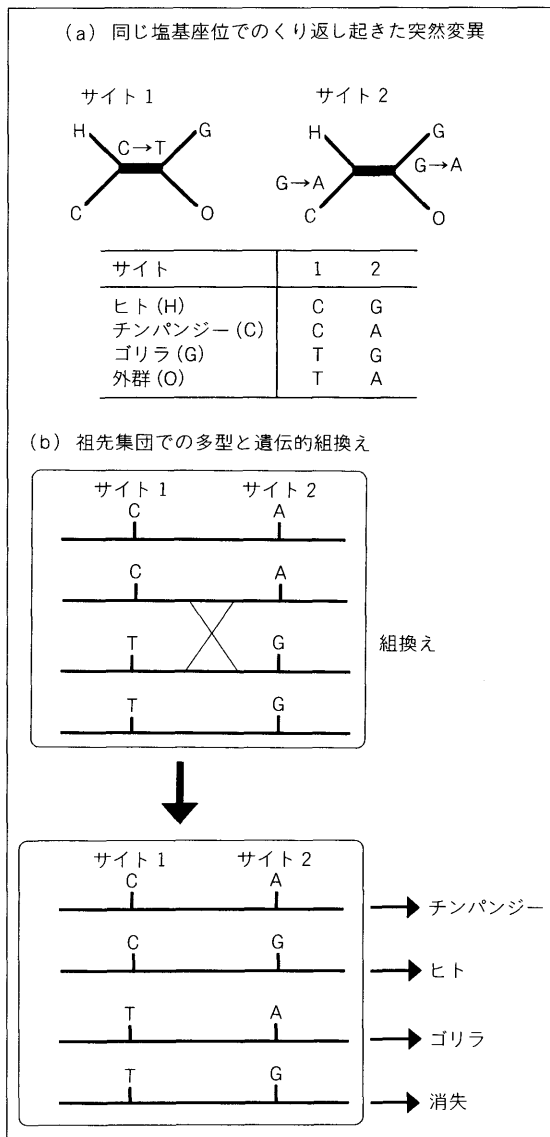 (a) 同じ塩基座位でのくり返し起きた突然変異
サイト1 サイト2
H C→T G
C O
H G
G→A G→A
C O
サイト 1 2
ヒト(H) C G
チンパンジー(C) C A
ゴリラ(G) T G
外群(O) T A
(b) 祖先集団での多型と遺伝的組換え
サイト1 サイト2
C A
C A
組換え
T G
T G
サイト1 サイト2
C A チンパンジー
C G ヒト
T A ゴリラ
T G 消失